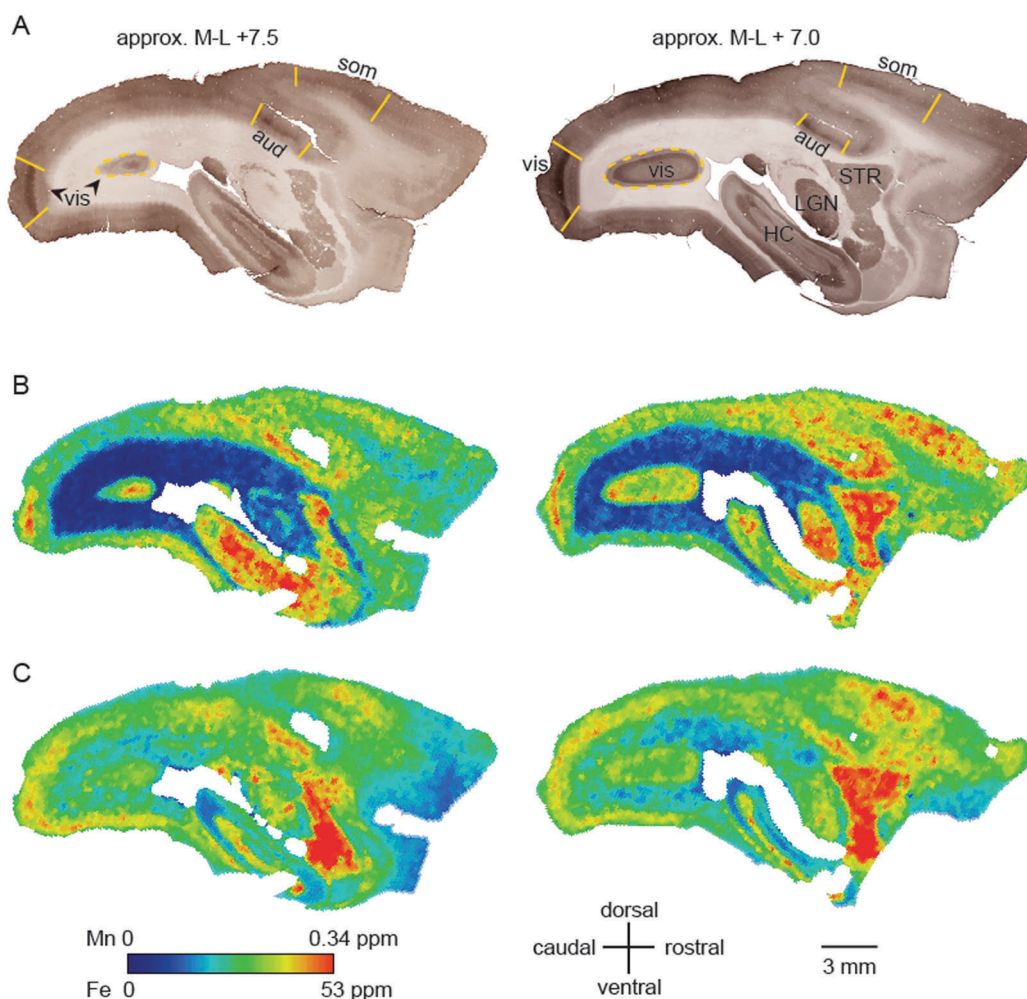 A
approx. M-L +7.5
approx. M-L + 7.0
som
aud
vis
som
aud
vis
vis
STR
LGN
HC
B
C
Mn 0 0.34 ppm
Fe 0 53 ppm
dorsal
caudal rostral
ventral
3 mm